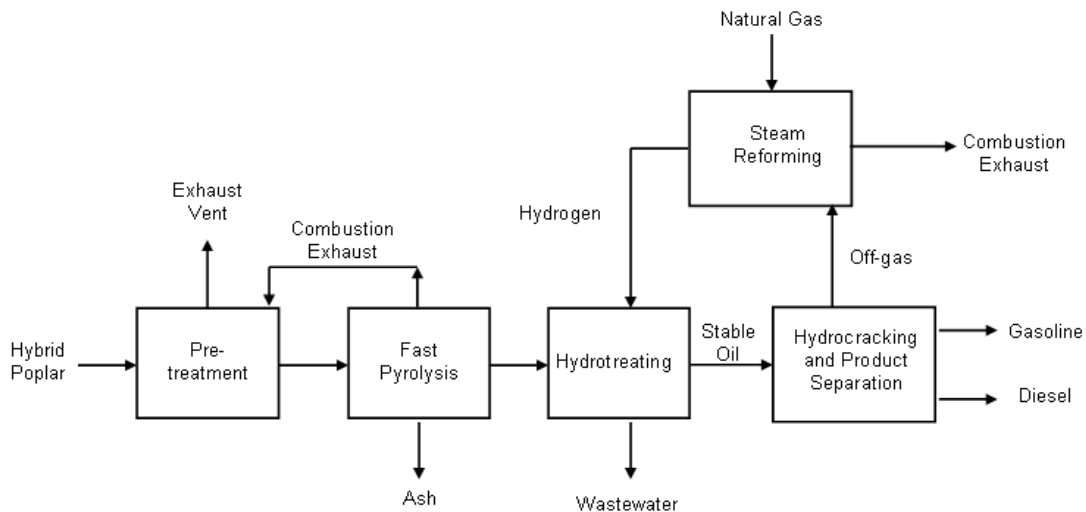 Natural Gas
Steam
Reforming
Combustion
Exhaust
Exhaust
Vent
Combustion
Exhaust
Hydrogen
Off-gas
Hybrid
Poplar
Pre-
treatment
Fast
Pyrolysis
Hydrotreating
Stable
Oil
Hydrocracking
and Product
Separation
Gasoline
Diesel
Ash
Wastewater